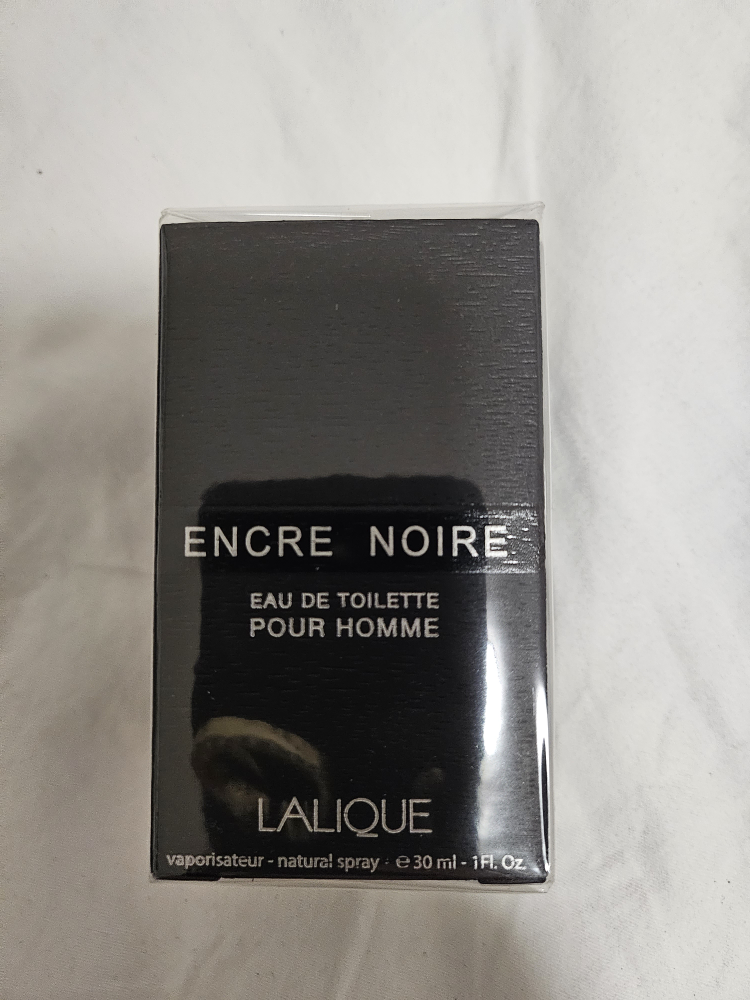 ENCRE NOIRE
EAU DE TOILETTE
POUR HOMME
LALIQUE
vaporisateur - natural spray - ℮ 30 ml - 1Fl. Oz.